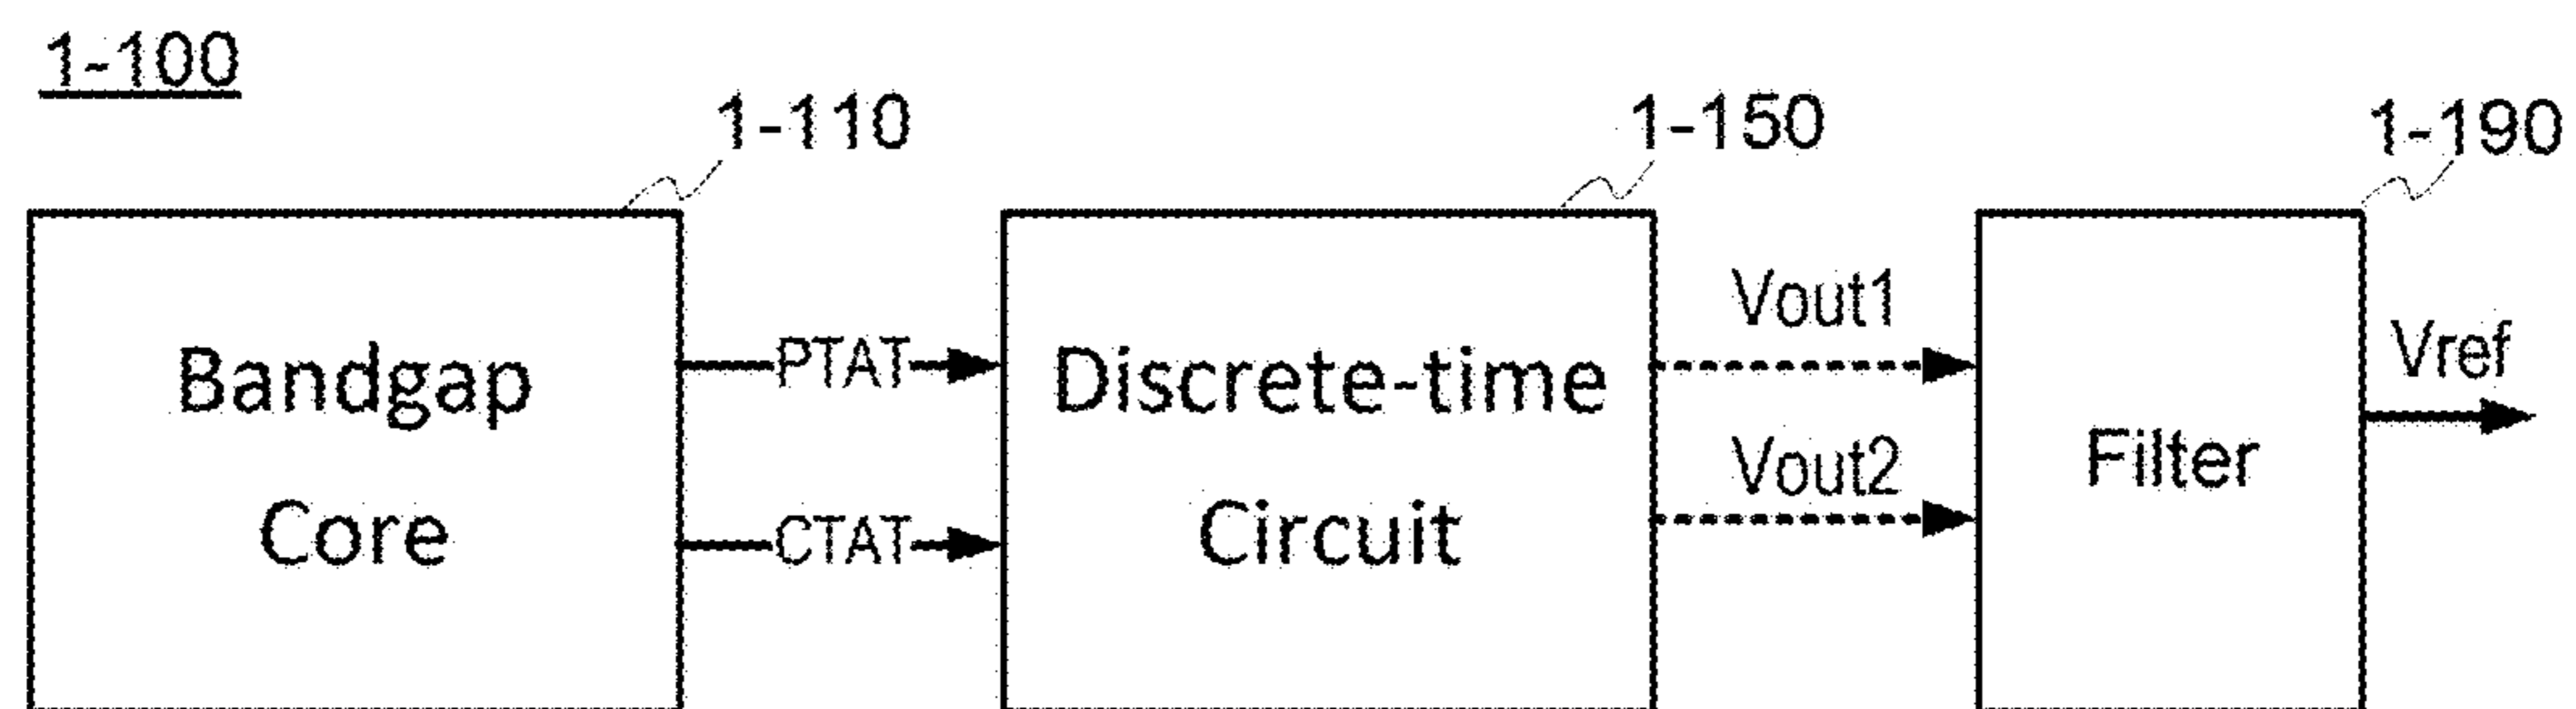 1-100
1-110
1-150
1-190
Bandgap
Core
PTAT
CTAT
Discrete-time
Circuit
Vout1
Vout2
Filter
Vref